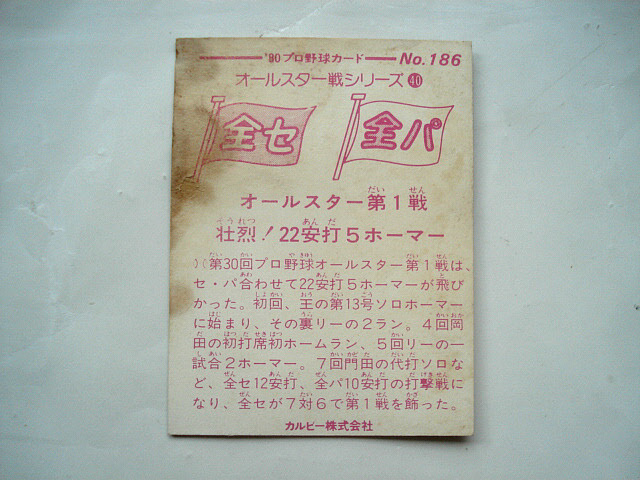 '80プロ野球カード No.186
オールスター戦シリーズ㊵
全セ 全パ
オールスター第1戦
壮烈!22安打5ホーマー
第30回プロ野球オールスター第1戦は、
セ・パ合わせて22安打5ホーマーが飛び
かった。初回、王の第13号ソロホーマー
に始まり、その裏リーの2ラン。4回岡
田の初打席初ホームラン、5回リーの一
試合2ホーマー。7回門田の代打ソロな
ど、全セ12安打、全パ10安打の打撃戦に
なり、全セが7対6で第1戦を飾った。
カルビー株式会社